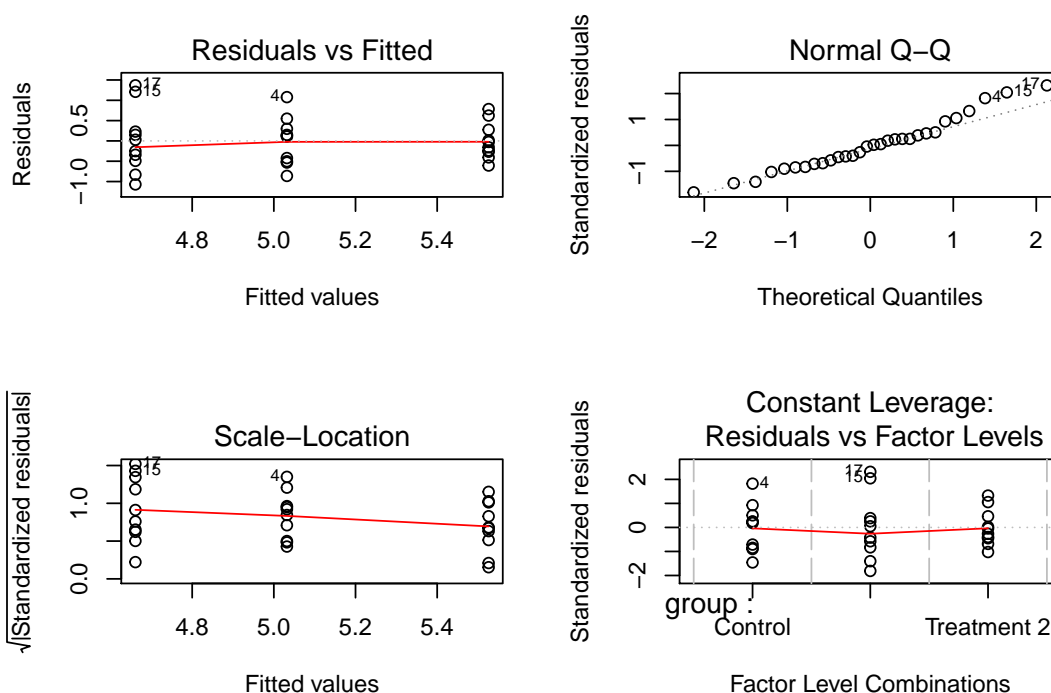 Residuals vs Fitted
Residuals
0.5
−1.0
17
15
4
4.8 5.0 5.2 5.4
Fitted values
Normal Q−Q
Standardized residuals
1
−1
17
15
4
−2 −1 0 1 2
Theoretical Quantiles
Scale−Location
√|Standardized residuals|
1.0
0.0
17
15
4
4.8 5.0 5.2 5.4
Fitted values
Constant Leverage:
Residuals vs Factor Levels
Standardized residuals
2
0
−2
4
17
15
group :
Control Treatment 2
Factor Level Combinations